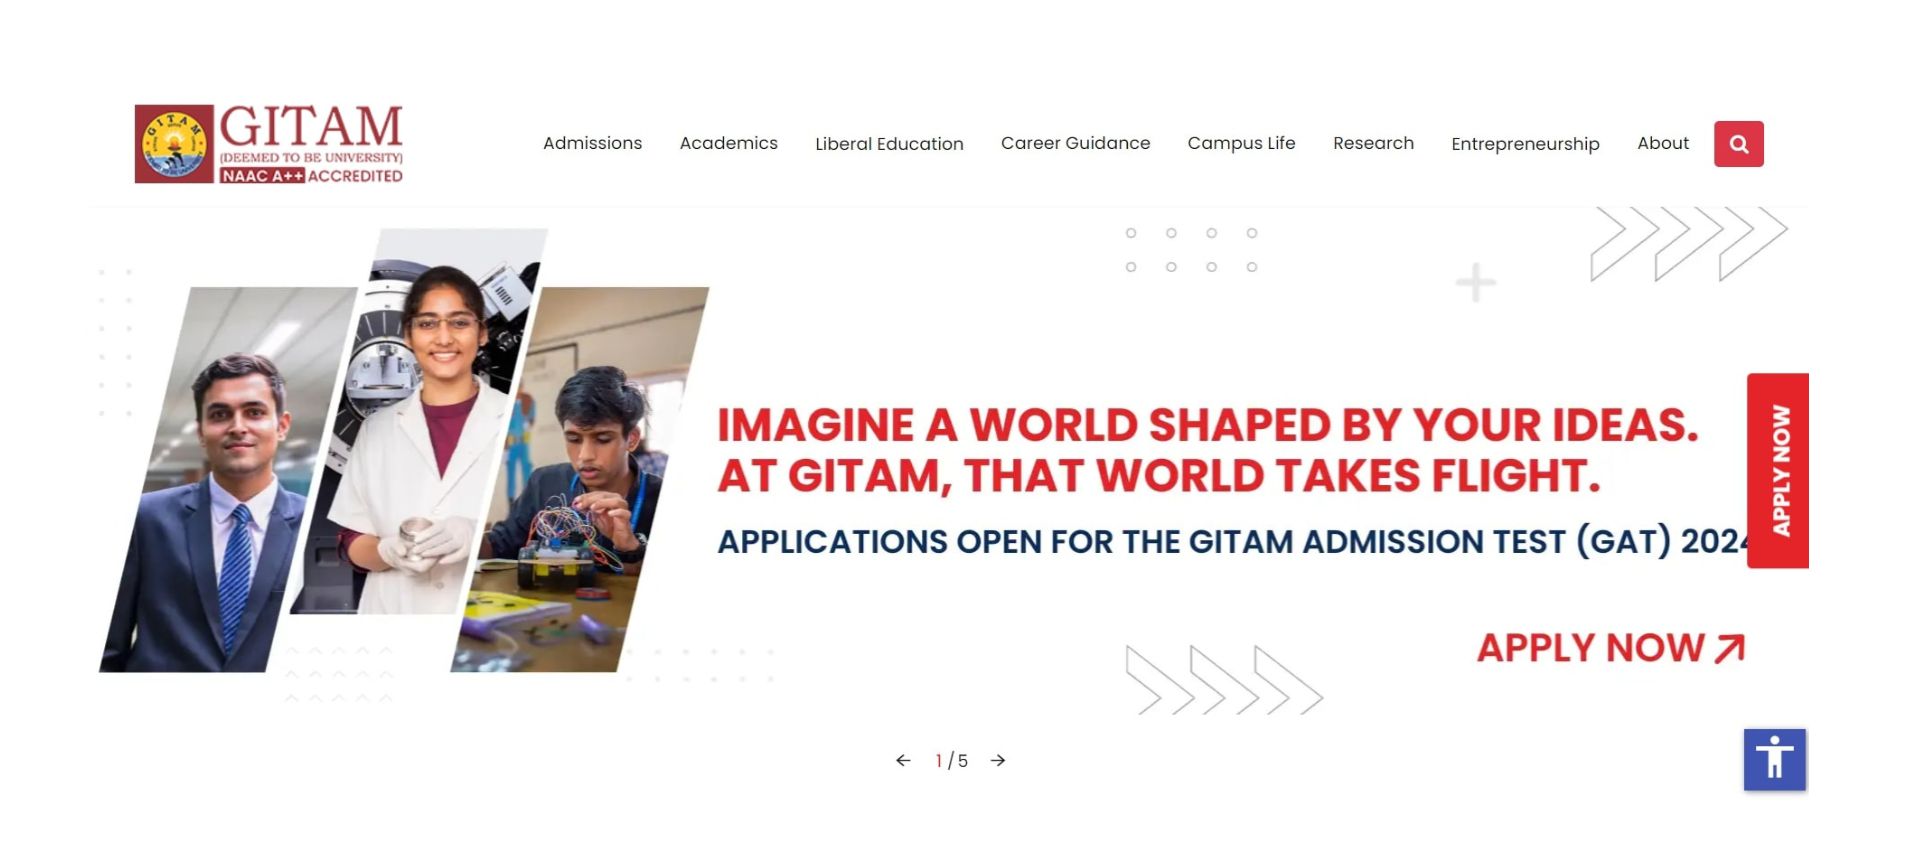 GITAM
GITAM
(DEEMED TO BE UNIVERSITY)
NAAC A++ ACCREDITED
Admissions
Academics
Liberal Education
Career Guidance
Campus Life
Research
Entrepreneurship
About
IMAGINE A WORLD SHAPED BY YOUR IDEAS.
AT GITAM, THAT WORLD TAKES FLIGHT.
APPLICATIONS OPEN FOR THE GITAM ADMISSION TEST (GAT) 2024
APPLY NOW
APPLY NOW
← 1 / 5 →